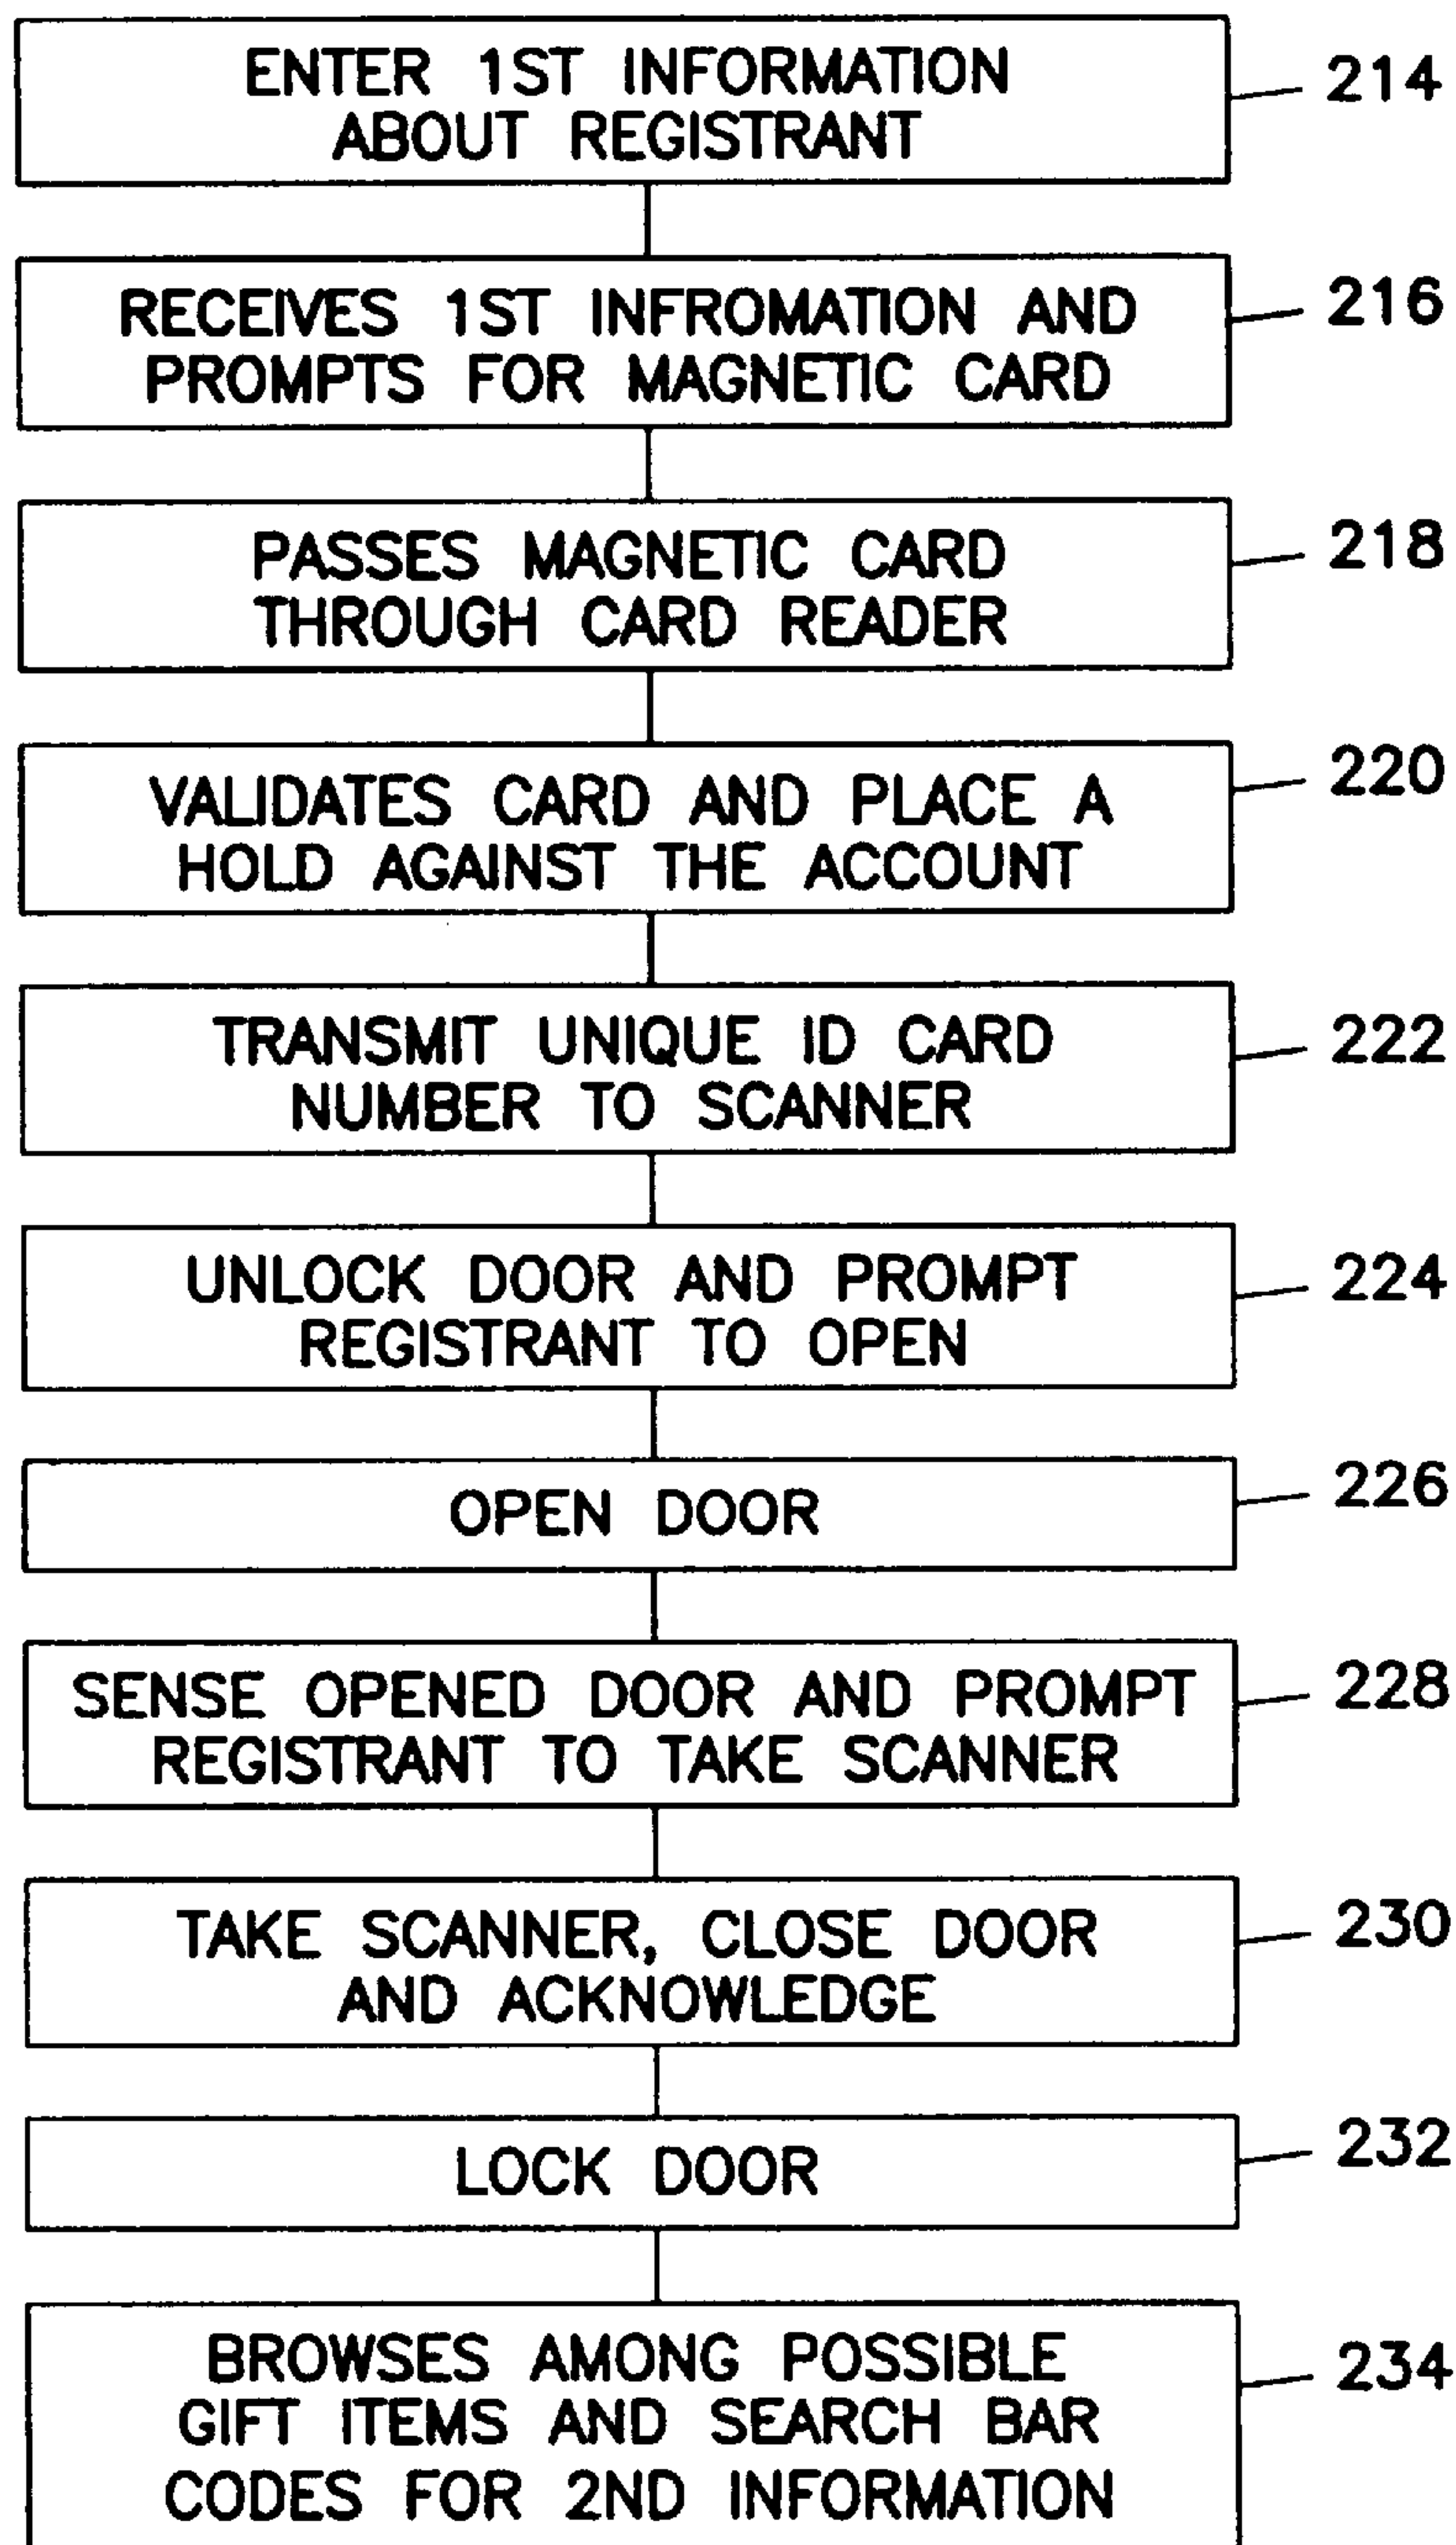 ENTER 1ST INFORMATION
ABOUT REGISTRANT
214
RECEIVES 1ST INFROMATION AND
PROMPTS FOR MAGNETIC CARD
216
PASSES MAGNETIC CARD
THROUGH CARD READER
218
VALIDATES CARD AND PLACE A
HOLD AGAINST THE ACCOUNT
220
TRANSMIT UNIQUE ID CARD
NUMBER TO SCANNER
222
UNLOCK DOOR AND PROMPT
REGISTRANT TO OPEN
224
OPEN DOOR
226
SENSE OPENED DOOR AND PROMPT
REGISTRANT TO TAKE SCANNER
228
TAKE SCANNER, CLOSE DOOR
AND ACKNOWLEDGE
230
LOCK DOOR
232
BROWSES AMONG POSSIBLE
GIFT ITEMS AND SEARCH BAR
CODES FOR 2ND INFORMATION
234